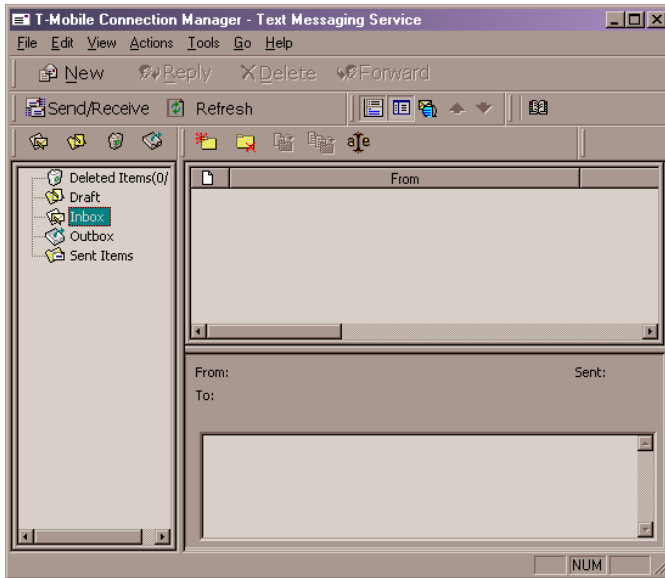 T-Mobile Connection Manager - Text Messaging Service
File Edit View Actions Tools Go Help
New Reply Delete Forward
Send/Receive Refresh
Deleted Items(0/
Draft
Inbox
Outbox
Sent Items
From
From: Sent:
To:
NUM